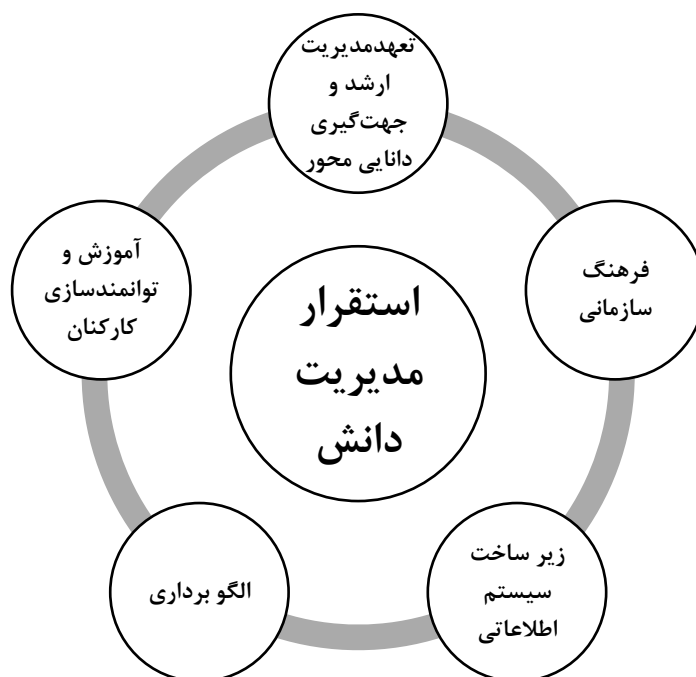 تعهدمدیریت
ارشد و
جهت‌گیری
دانایی محور
فرهنگ
سازمانی
زیر ساخت
سیستم
اطلاعاتی
الگو برداری
آموزش و
توانمندسازی
کارکنان
استقرار
مدیریت
دانش